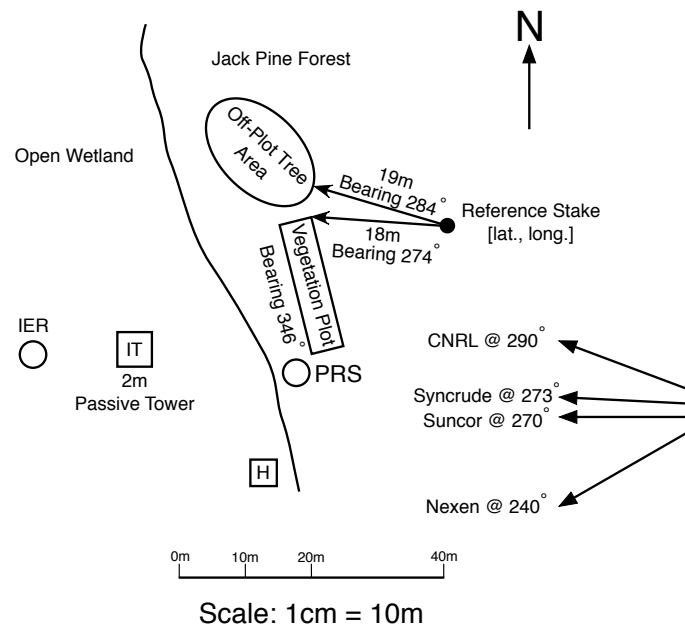 N
Jack Pine Forest
Off-Plot Tree
Area
Open Wetland
19m
Bearing 284°
Reference Stake
[lat., long.]
18m
Bearing 274°
Vegetation Plot
Bearing 346°
IER
IT
2m
Passive Tower
PRS
CNRL @ 290°
Syncrude @ 273°
Suncor @ 270°
Nexen @ 240°
H
0m 10m 20m 40m
Scale: 1cm = 10m